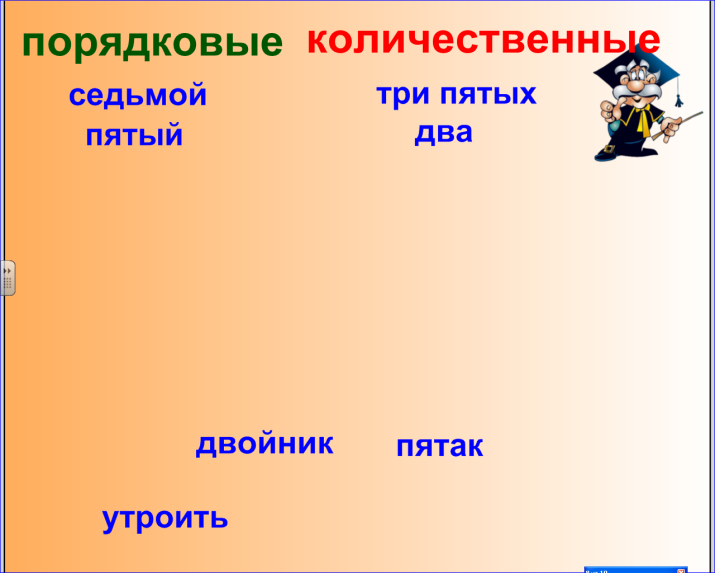 порядковые количественные
седьмой три пятых
пятый два
двойник пятак
утроить